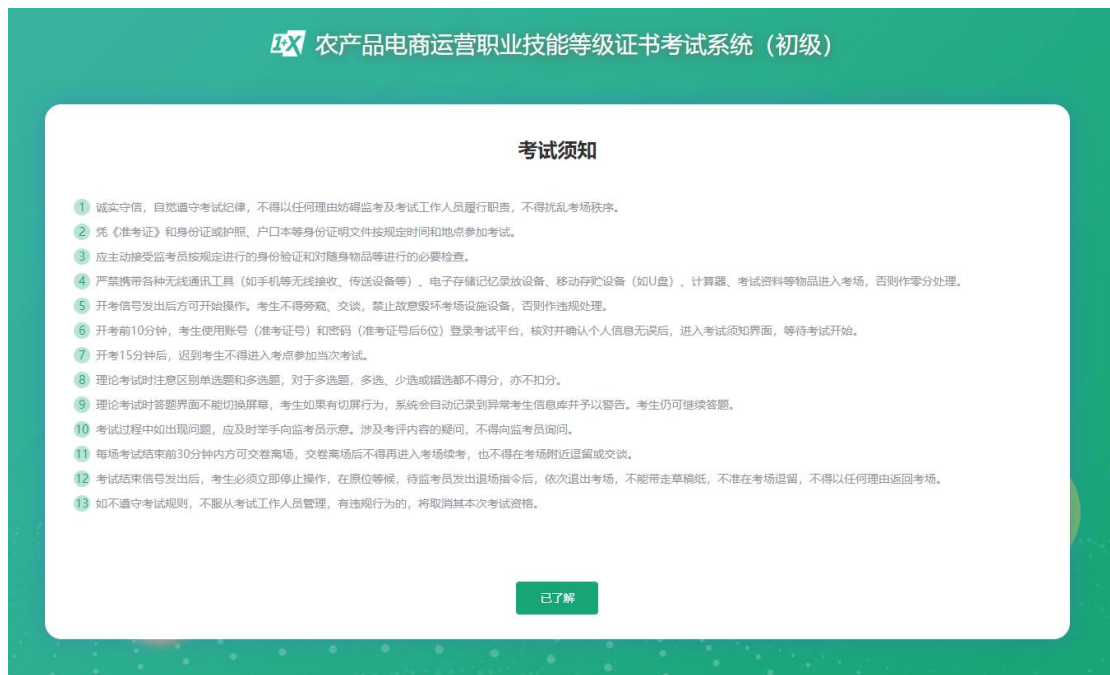 1+X 农产品电商运营职业技能等级证书考试系统（初级）
考试须知
1 诚实守信，自觉遵守考试纪律，不得以任何理由妨碍监考及考试工作人员履行职责，不得扰乱考场秩序。
2 凭《准考证》和身份证或护照、户口本等身份证明文件按规定时间和地点参加考试。
3 应主动接受监考员按规定进行的身份验证和对随身物品等进行的必要检查。
4 严禁携带各种无线通讯工具（如手机等无线接收、传送设备等）、电子存储记忆录放设备、移动存贮设备（如U盘）、计算器、考试资料等物品进入考场，否则作零分处理。
5 开考信号发出后方可开始操作。考生不得旁窥、交谈，禁止故意毁坏考场设施设备，否则作违规处理。
6 开考前10分钟，考生使用账号（准考证号）和密码（准考证号后6位）登录考试平台，核对并确认个人信息无误后，进入考试须知界面，等待考试开始。
7 开考15分钟后，迟到考生不得进入考点参加当次考试。
8 理论考试时注意区别单选题和多选题，对于多选题，多选、少选或错选都不得分，亦不扣分。
9 理论考试时答题界面不能切换屏幕，考生如果有切屏行为，系统会自动记录到异常考生信息库并予以警告。考生仍可继续答题。
10 考试过程中如出现问题，应及时举手向监考员示意。涉及考评内容的疑问，不得向监考员询问。
11 每场考试结束前30分钟内方可交卷离场，交卷离场后不得再进入考场续考，也不得在考场附近逗留或交谈。
12 考试结束信号发出后，考生必须立即停止操作，在原位等候，待监考员发出退场指令后，依次退出考场，不能带走草稿纸，不准在考场逗留，不得以任何理由返回考场。
13 如不遵守考试规则，不服从考试工作人员管理，有违规行为的，将取消其本次考试资格。
已了解